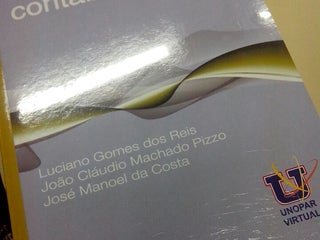 Luciano Gomes dos Reis
João Cláudio Machado Pizzo
José Manoel da Costa
UNOPAR
VIRTUAL